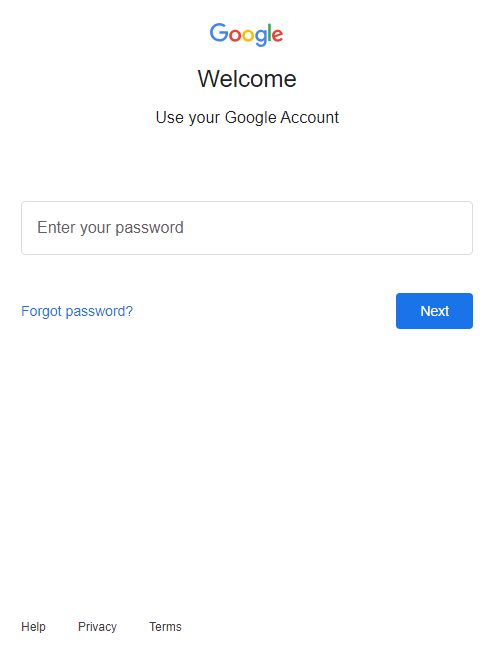 Google
Welcome
Use your Google Account
Enter your password
Forgot password?
Next
Help
Privacy
Terms